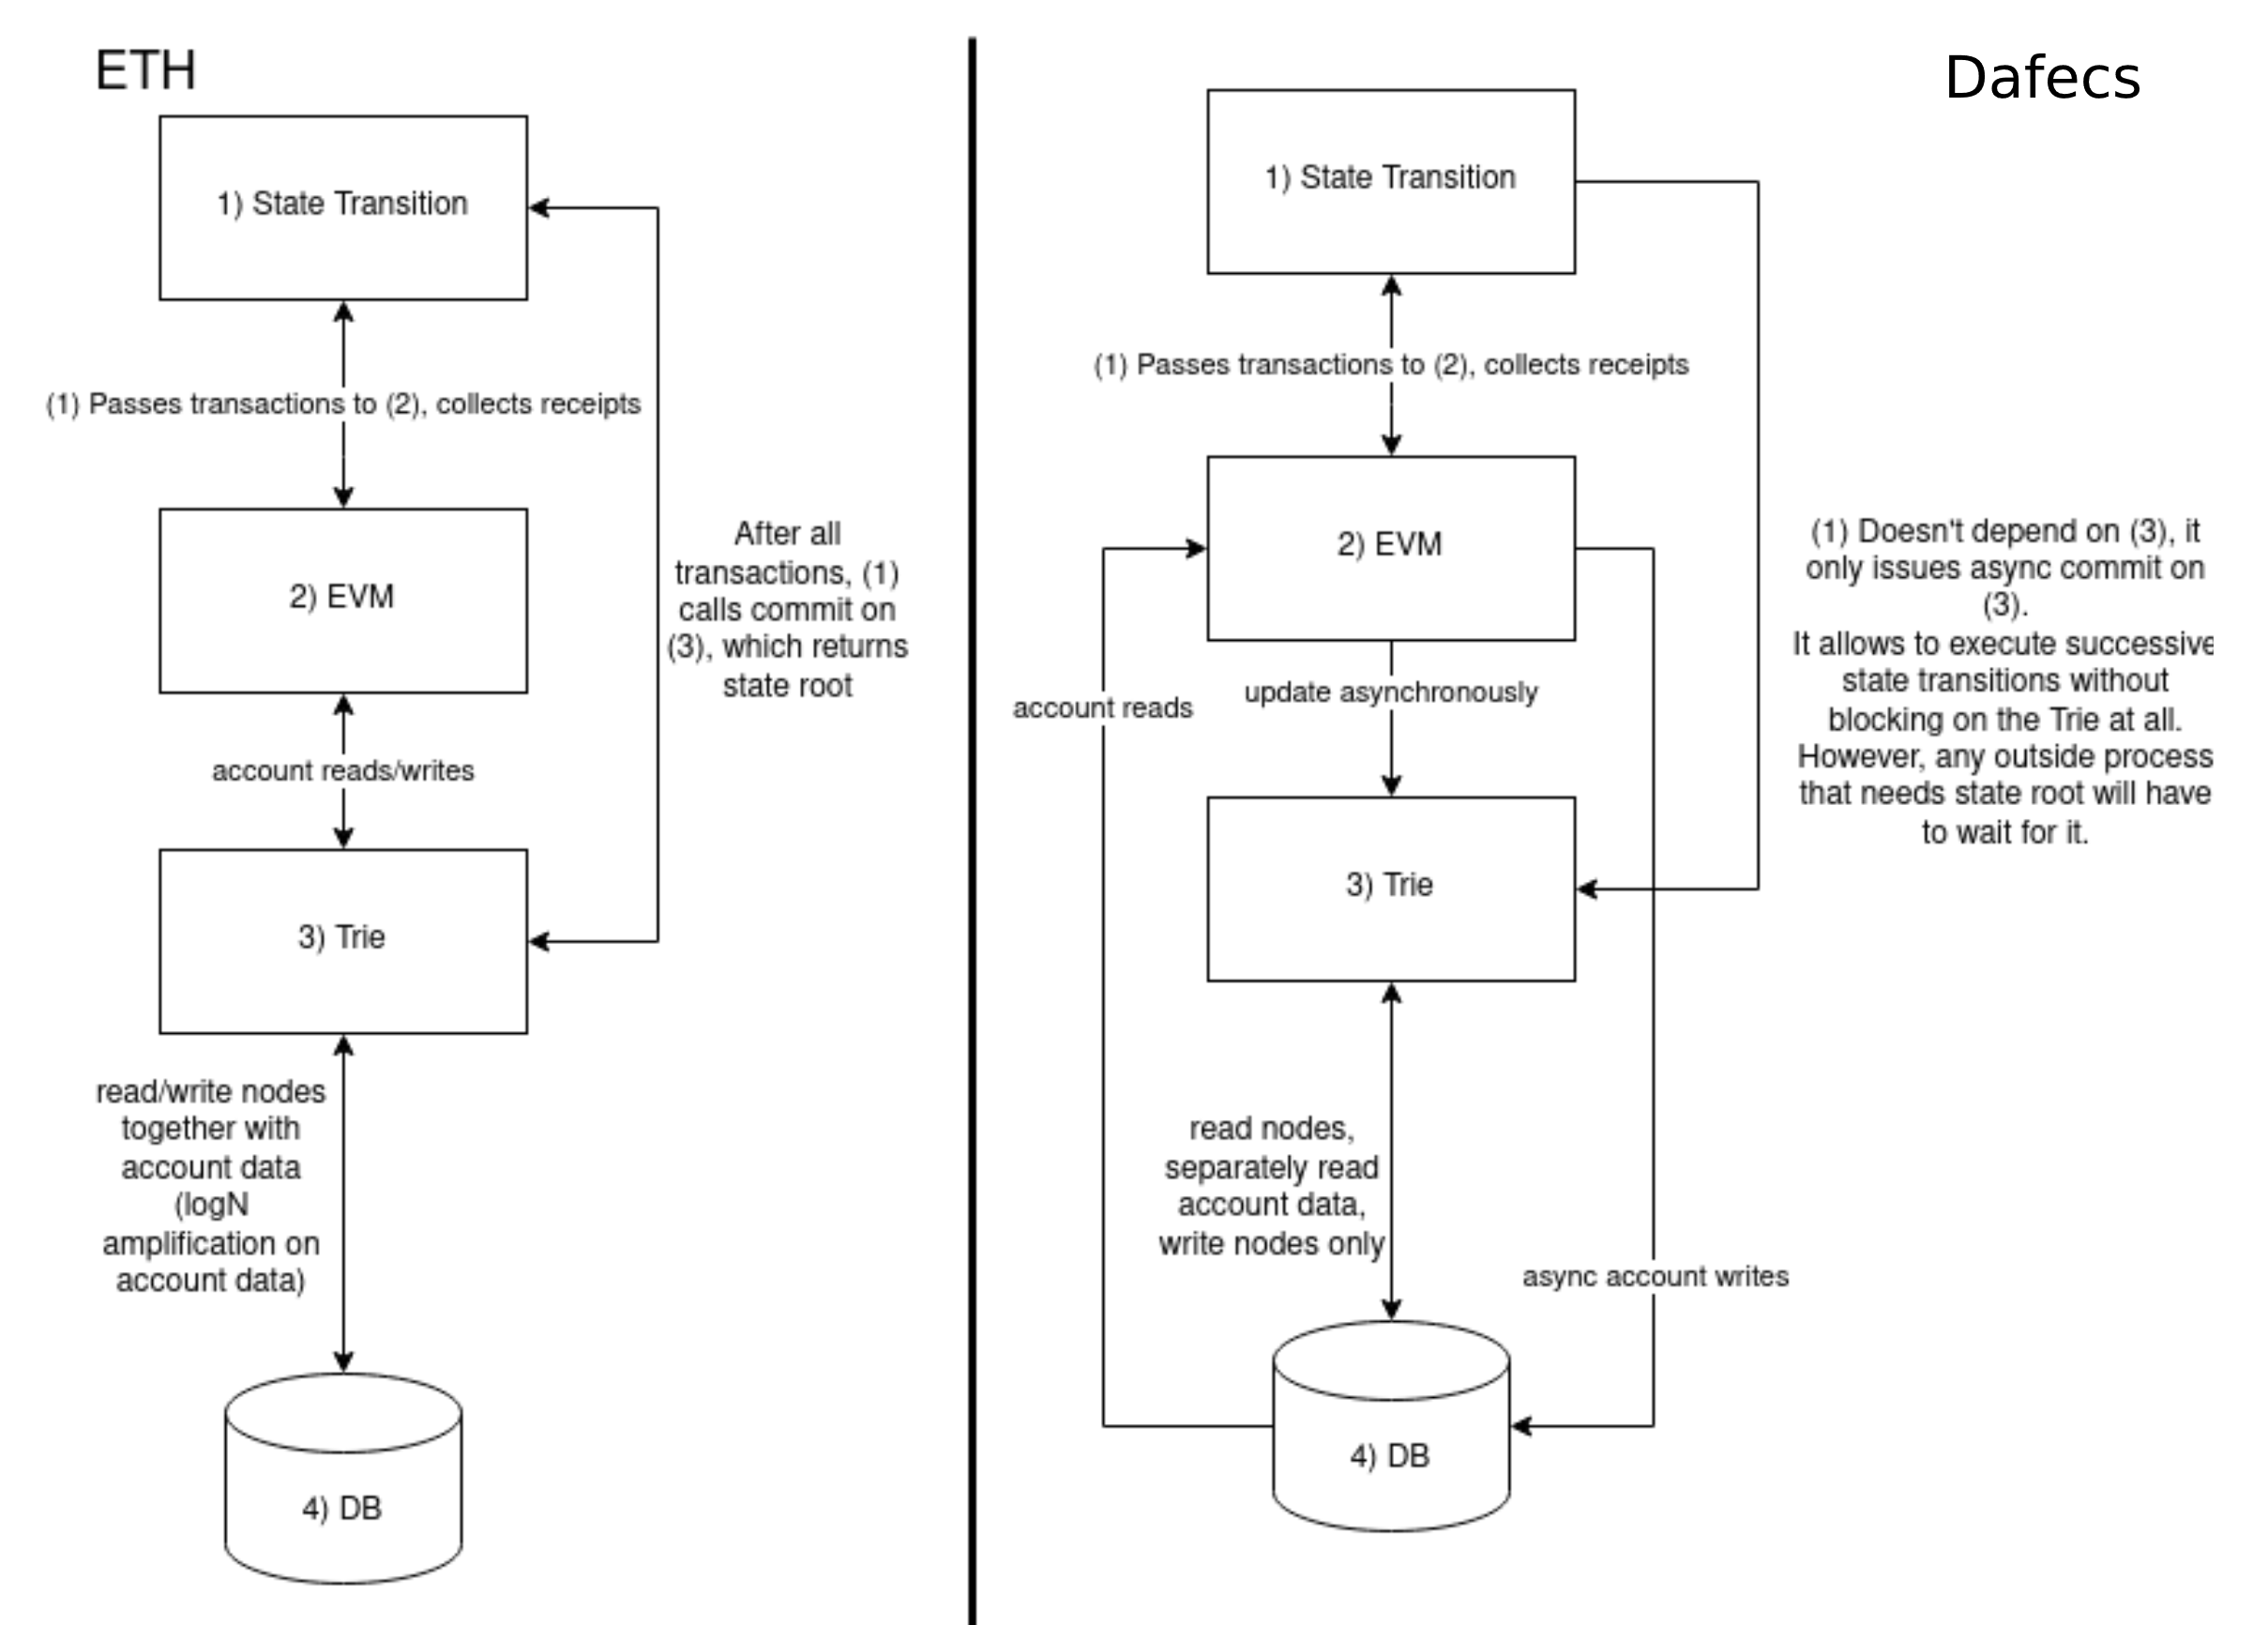 ETH
1) State Transition
(1) Passes transactions to (2), collects receipts
2) EVM
After all
transactions, (1)
calls commit on
(3), which returns
state root
account reads/writes
3) Trie
read/write nodes
together with
account data
(logN
amplification on
account data)
4) DB
Dafecs
1) State Transition
(1) Passes transactions to (2), collects receipts
2) EVM
(1) Doesn't depend on (3), it
only issues async commit on
(3).
It allows to execute successive
state transitions without
blocking on the Trie at all.
However, any outside process
that needs state root will have
to wait for it.
account reads
update asynchronously
3) Trie
read nodes,
separately read
account data,
write nodes only
async account writes
4) DB